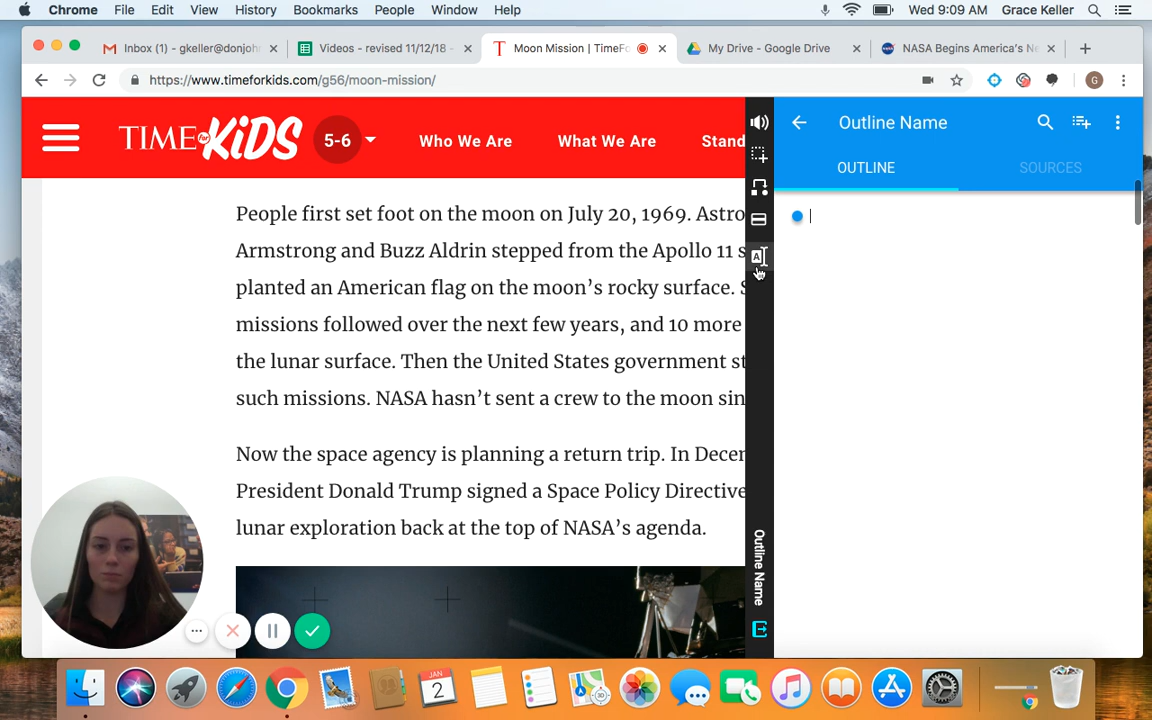 Chrome File Edit View History Bookmarks People Window Help Wed 9:09 AM Grace Keller
Inbox (1) - gkeller@donjohn
Videos - revised 11/12/18 -
T Moon Mission | TimeFo
My Drive - Google Drive
NASA Begins America's Ne
https://www.timeforkids.com/g56/moon-mission/
G
TIME for KiDS 5-6 Who We Are What We Are Stand
Outline Name
OUTLINE SOURCES
People first set foot on the moon on July 20, 1969. Astro
Armstrong and Buzz Aldrin stepped from the Apollo 11 s
planted an American flag on the moon's rocky surface. S
missions followed over the next few years, and 10 more
the lunar surface. Then the United States government st
such missions. NASA hasn't sent a crew to the moon sin
Now the space agency is planning a return trip. In Decem
President Donald Trump signed a Space Policy Directive
lunar exploration back at the top of NASA's agenda.
A
Outline Name
JAN
2